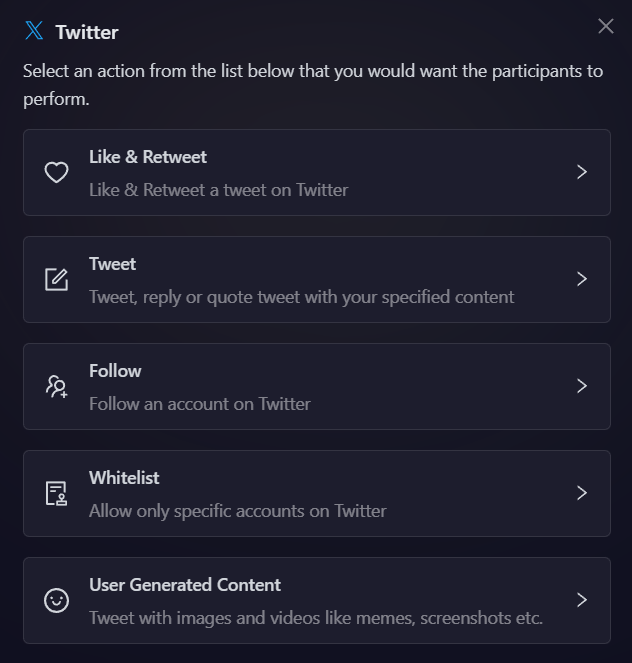 Twitter
Select an action from the list below that you would want the participants to
perform.
Like & Retweet
Like & Retweet a tweet on Twitter
Tweet
Tweet, reply or quote tweet with your specified content
Follow
Follow an account on Twitter
Whitelist
Allow only specific accounts on Twitter
User Generated Content
Tweet with images and videos like memes, screenshots etc.